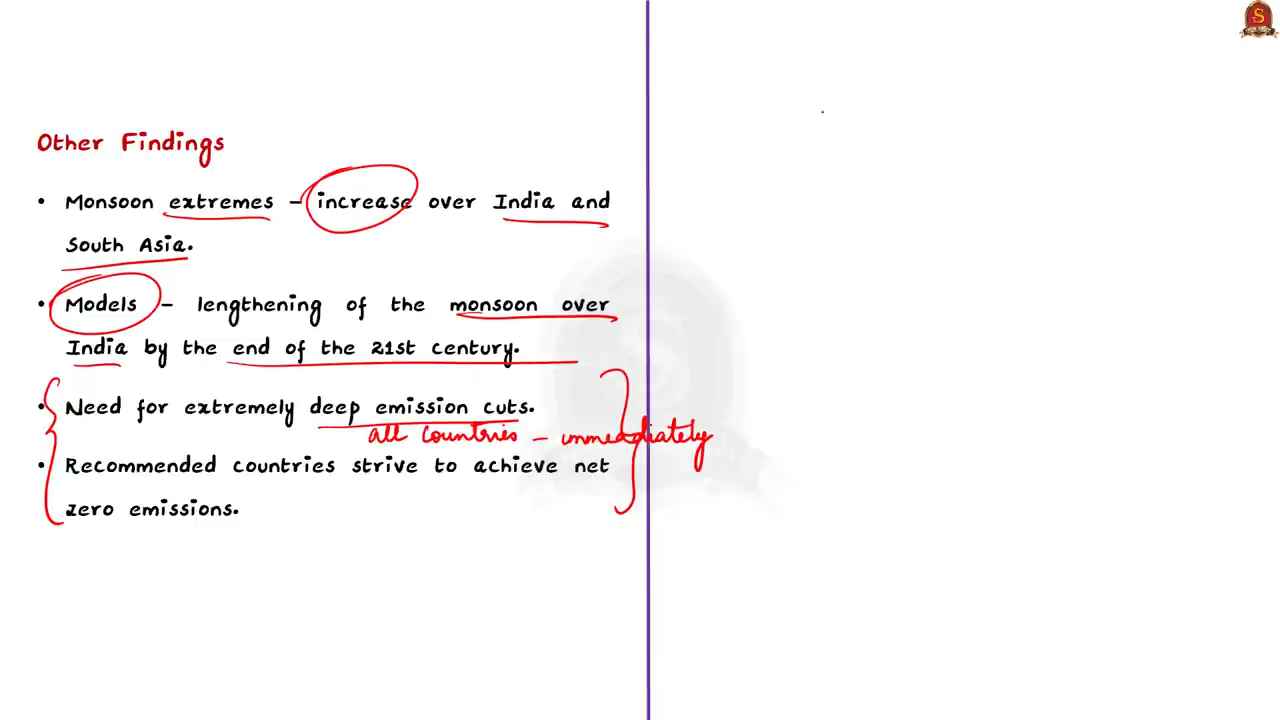 Other Findings
• Monsoon extremes – increase over India and
South Asia.
• Models – lengthening of the monsoon over
India by the end of the 21st century.
• Need for extremely deep emission cuts.
all countries – immediately
• Recommended countries strive to achieve net
zero emissions.
S